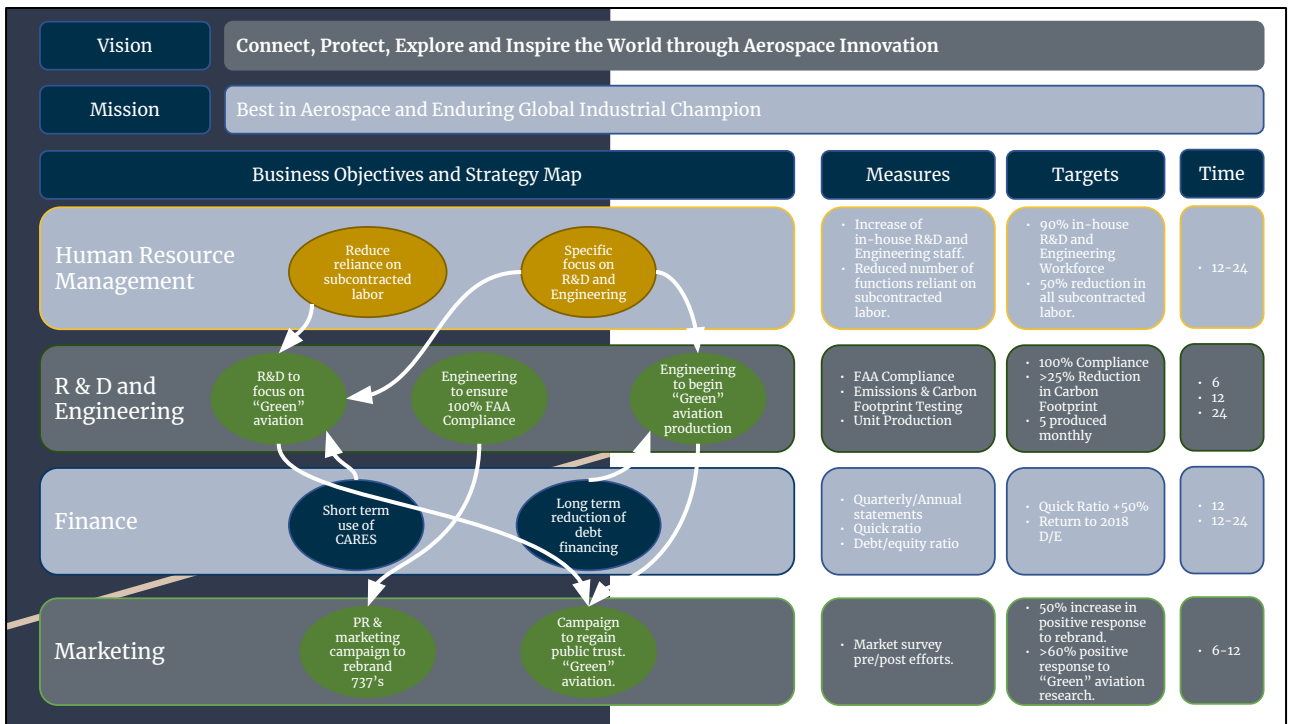 Vision
Connect, Protect, Explore and Inspire the World through Aerospace Innovation
Mission
Best in Aerospace and Enduring Global Industrial Champion
Business Objectives and Strategy Map
Measures
Targets
Time
Human Resource
Management
Reduce
reliance on
subcontracted
labor
Specific
focus on
R&D and
Engineering
• Increase of
in-house R&D and
Engineering staff.
• Reduced number of
functions reliant on
subcontracted
labor.
• 90% in-house
R&D and
Engineering
Workforce
• 50% reduction in
all subcontracted
labor.
• 12-24
R & D and
Engineering
R&D to
focus on
“Green”
aviation
Engineering
to ensure
100% FAA
Compliance
Engineering
to begin
“Green”
aviation
production
• FAA Compliance
• Emissions & Carbon
Footprint Testing
• Unit Production
• 100% Compliance
• >25% Reduction
in Carbon
Footprint
• 5 produced
monthly
• 6
• 12
• 24
Finance
Short term
use of
CARES
Long term
reduction of
debt
financing
• Quarterly/Annual
statements
• Quick ratio
• Debt/equity ratio
• Quick Ratio +50%
• Return to 2018
D/E
• 12
• 12-24
Marketing
PR &
marketing
campaign to
rebrand
737’s
Campaign
to regain
public trust.
“Green”
aviation.
• Market survey
pre/post efforts.
• 50% increase in
positive response
to rebrand.
• >60% positive
response to
“Green” aviation
research.
• 6-12